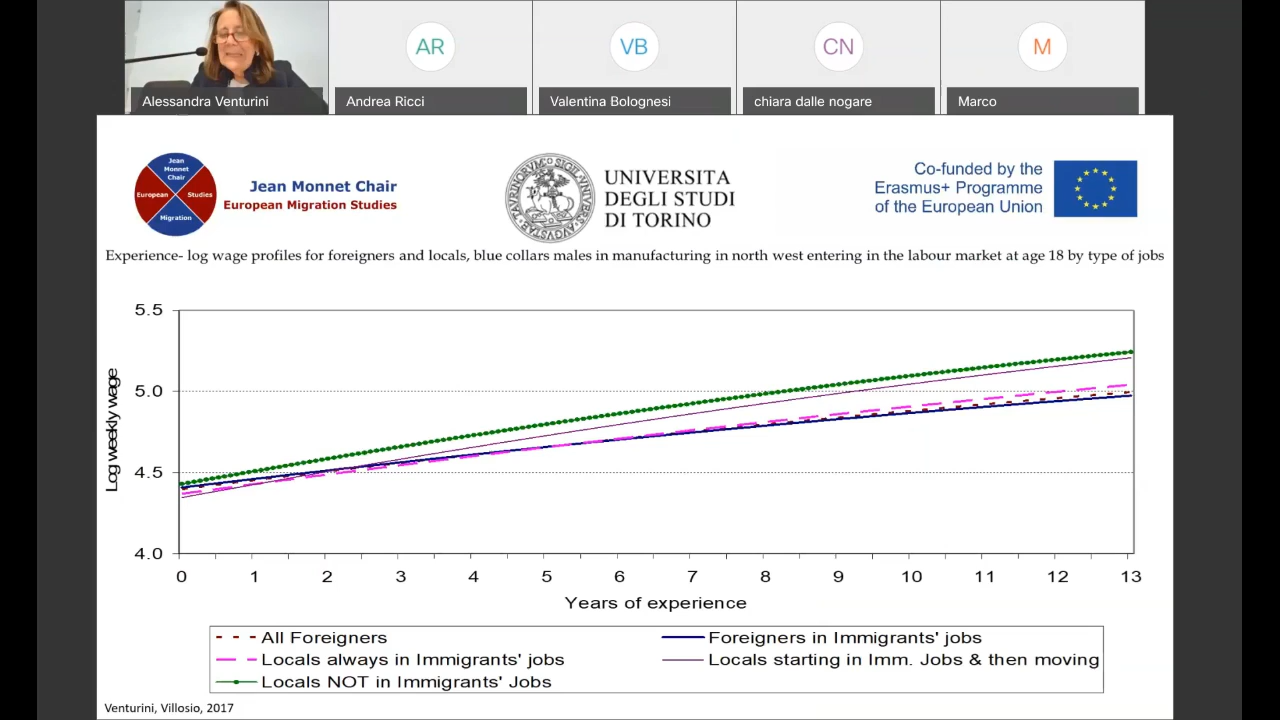 AR
VB
CN
M
Alessandra Venturini
Andrea Ricci
Valentina Bolognesi
chiara dalle nogare
Marco
Jean
Monnet
Chair
European
Studies
Migration
Jean Monnet Chair
European Migration Studies
UNIVERSITA
DEGLI STUDI
DI TORINO
Co-funded by the
Erasmus+ Programme
of the European Union
Experience- log wage profiles for foreigners and locals, blue collars males in manufacturing in north west entering in the labour market at age 18 by type of jobs
Log weekly wage
5.5
5.0
4.5
4.0
0 1 2 3 4 5 6 7 8 9 10 11 12 13
Years of experience
All Foreigners
Foreigners in Immigrants' jobs
Locals always in Immigrants' jobs
Locals starting in Imm. Jobs & then moving
Locals NOT in Immigrants' Jobs
Venturini, Villosio, 2017